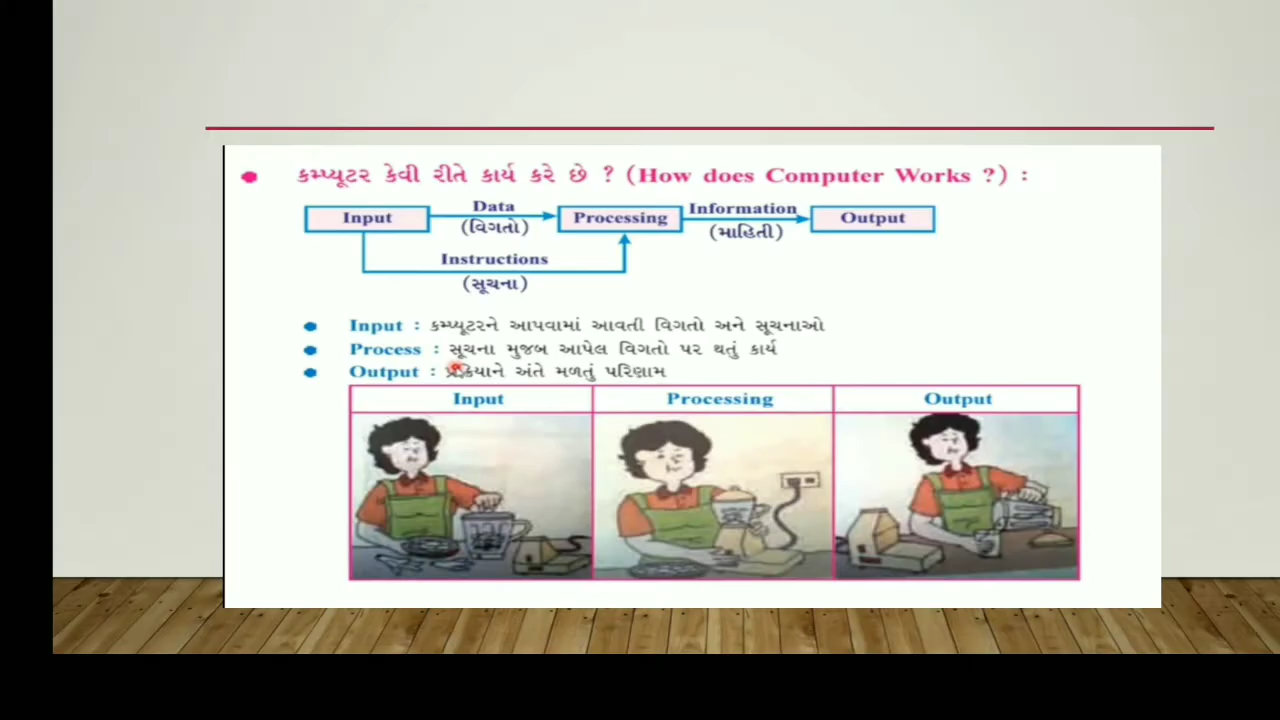 કમ્પ્યૂટર કેવી રીતે કાર્ય કરે છે ? (How does Computer Works ?) :
Input
Data
(વિગતો)
Processing
Information
(માહિતી)
Output
Instructions
(સૂચના)
Input : કમ્પ્યૂટરને આપવામાં આવતી વિગતો અને સૂચનાઓ
Process : સૂચના મુજબ આપેલ વિગતો પર થતું કાર્ય
Output : પ્રક્રિયાને અંતે મળતું પરિણામ
Input Processing Output